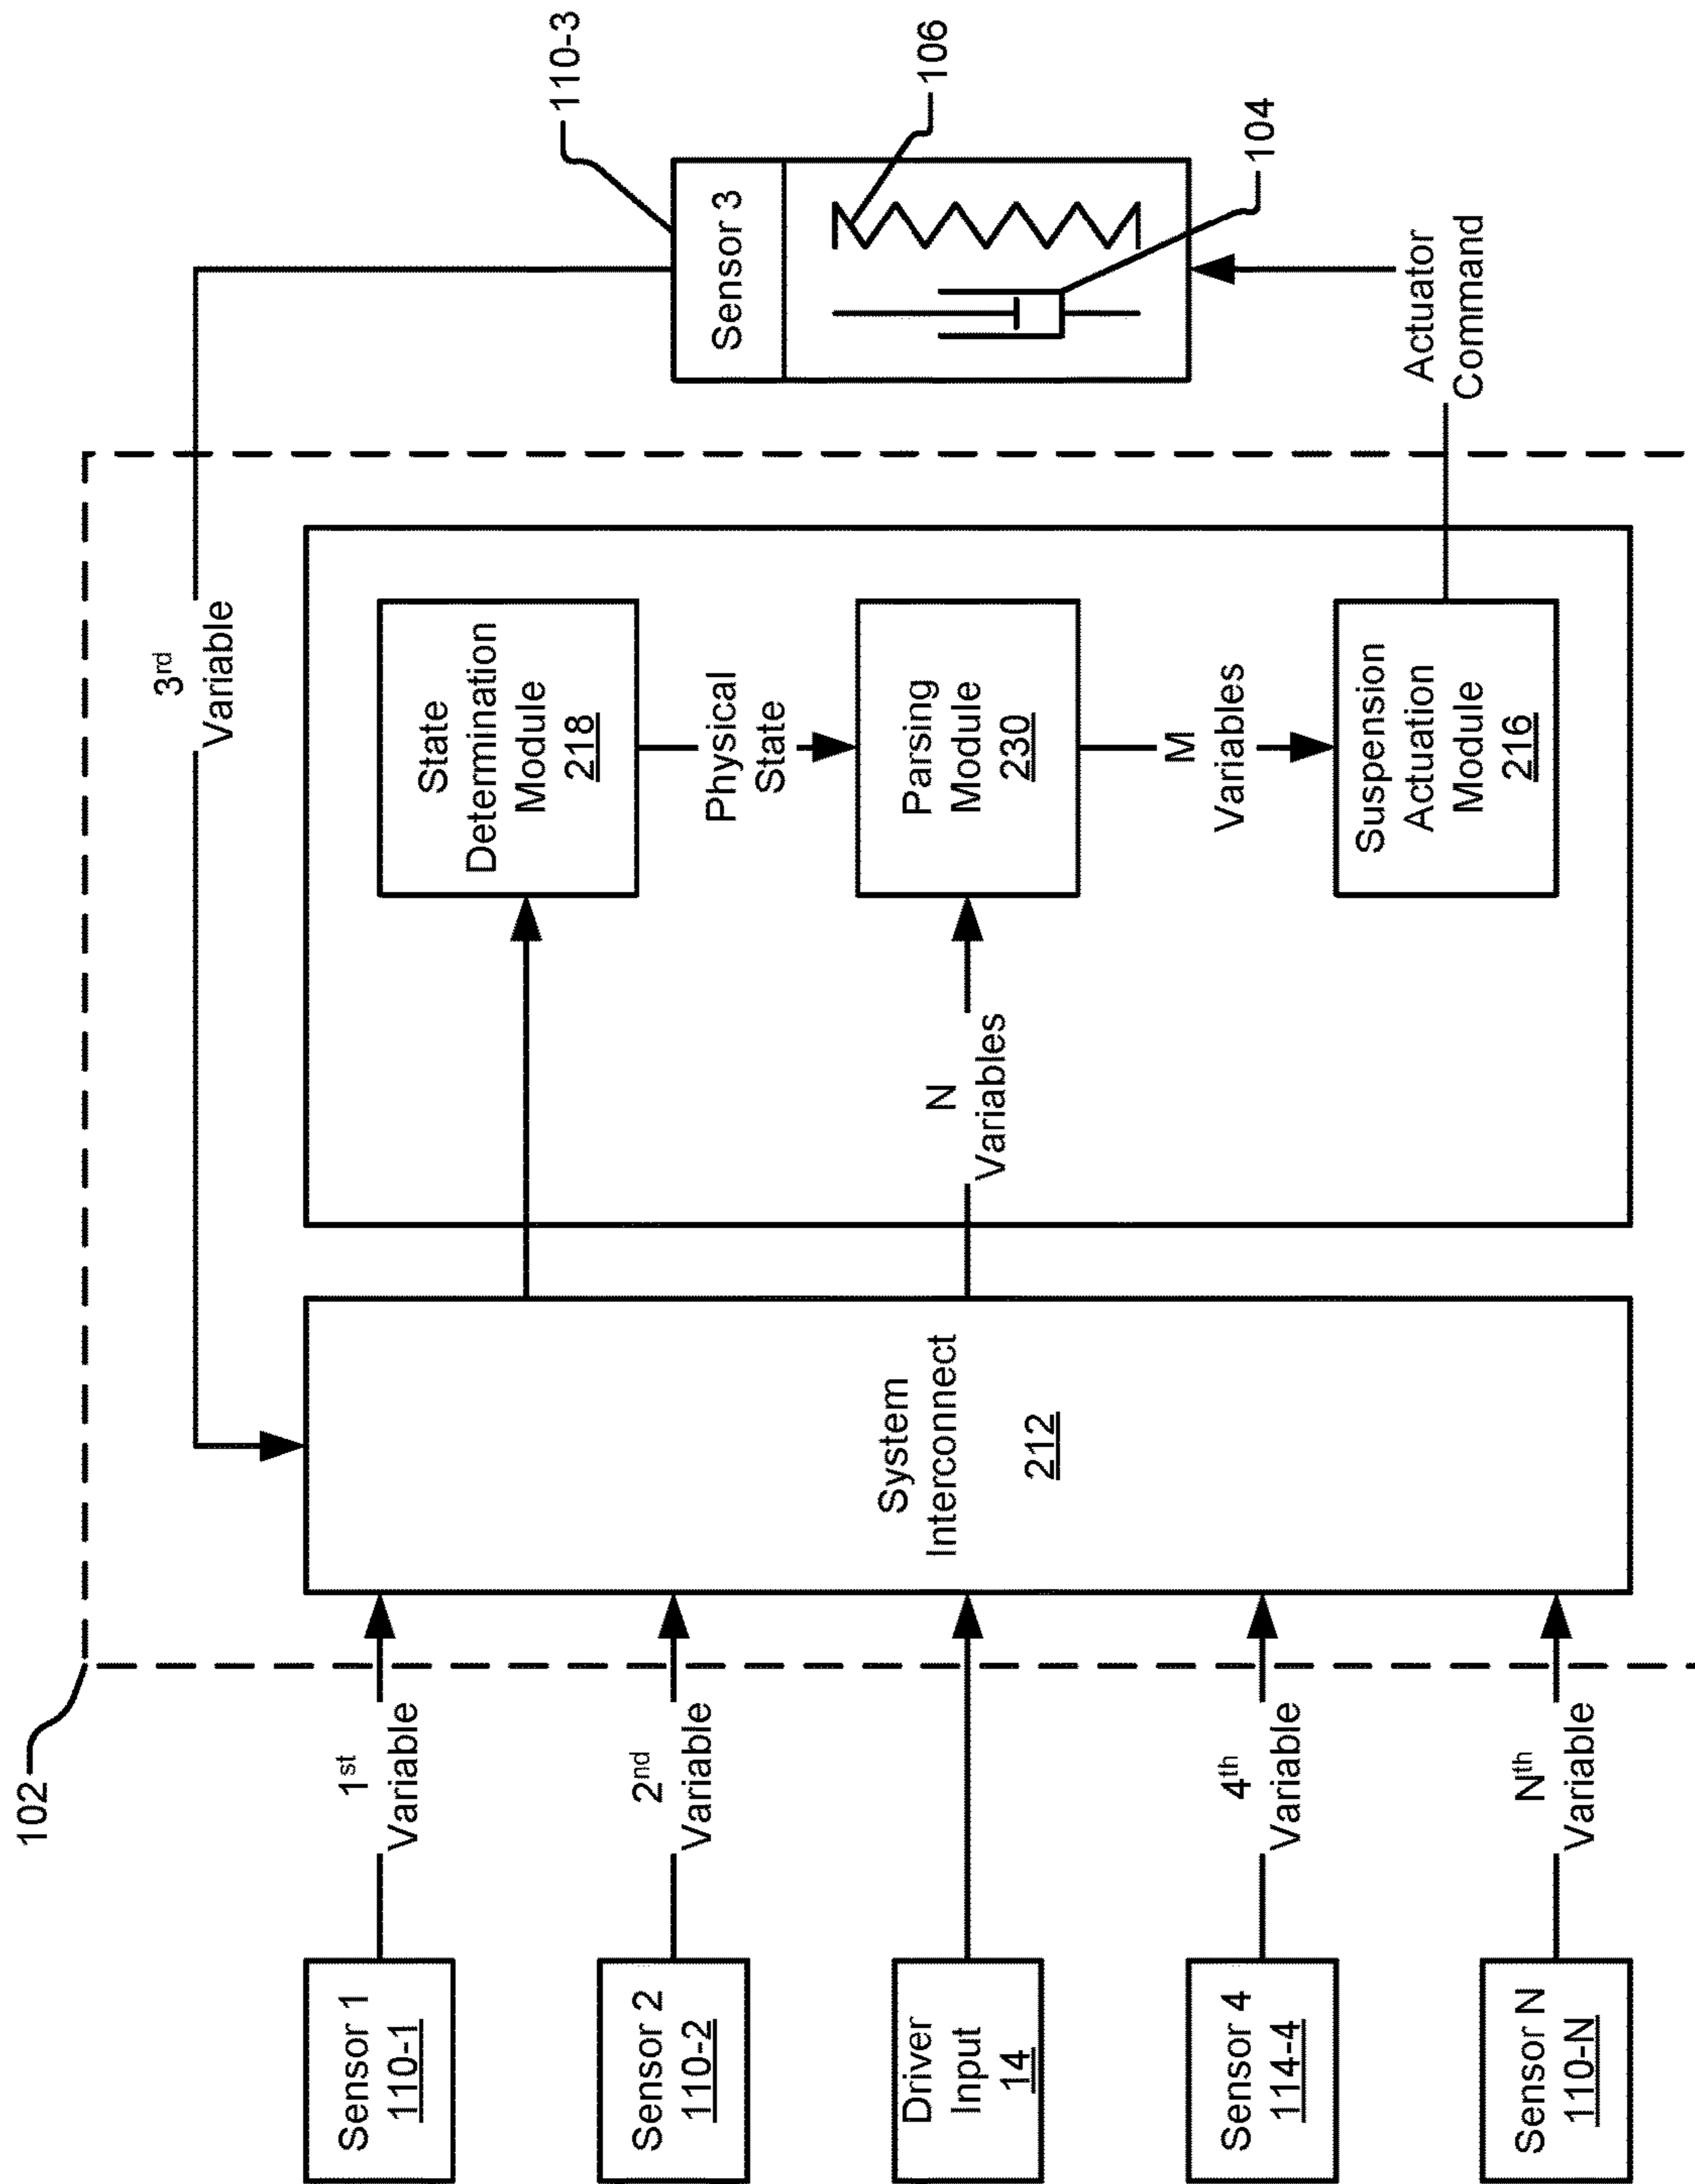 102
Sensor 1
110-1
1st
Variable
Sensor 2
110-2
2nd
Variable
Driver
Input
14
Sensor 4
114-4
4th
Variable
Sensor N
110-N
Nth
Variable
System
Interconnect
212
3rd
Variable
N
Variables
State
Determination
Module
218
Physical
State
Parsing
Module
230
M
Variables
Suspension
Actuation
Module
216
Actuator
Command
Sensor 3
110-3
106
104